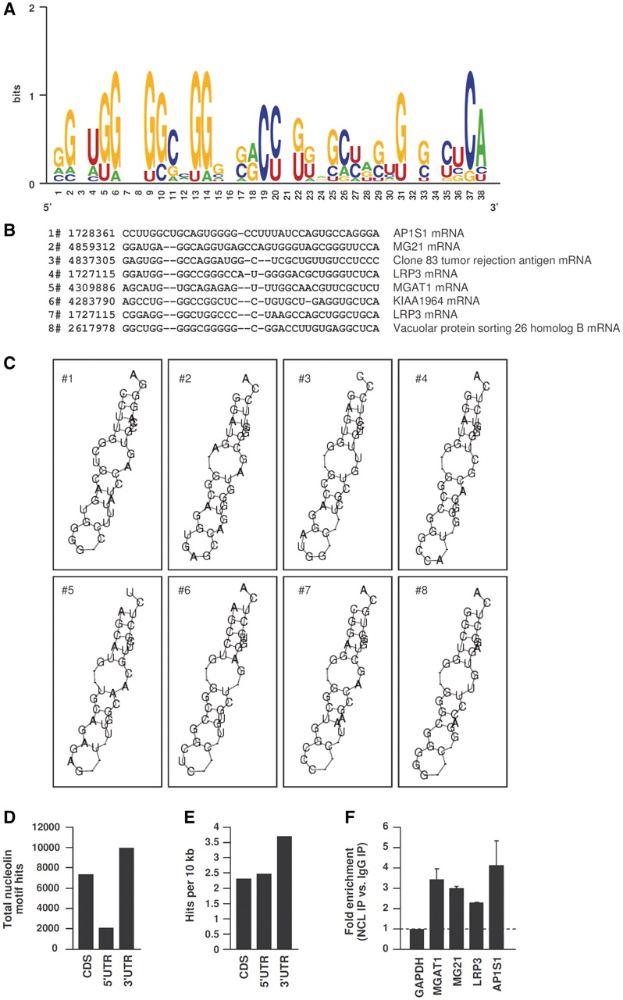 A
2
bits
1
0
1 2 3 4 5 6 7 8 9 10 11 12 13 14 15 16 17 18 19 20 21 22 23 24 25 26 27 28 29 30 31 32 33 34 35 36 37 38
5' 3'
B
1# 1728361 CCUUGGCUGCAGUGGGG-CCUUUAUCCAGUGCCAGGGA AP1S1 mRNA
2# 4859312 GGAUGA--GGCAGGUGAGCCAGUGGGUAGCGGGUUCCA MG21 mRNA
3# 4837305 GAGUGG--GCCAGGAUGG-C--UCGCUGUUGUCCUCCC Clone 83 tumor rejection antigen mRNA
4# 1727115 GGAUGG--GGCCGGGCCA-U-GGGGACGCUGGGUCUCA LRP3 mRNA
5# 4309886 AGCAUG--UGCAGAGAG--U-UUGGCAACGUUCGCUCU MGAT1 mRNA
6# 4283790 AGCCUG--GGCCGGCUC--C-UGUGCU-GAGGUGCUCA KIAA1964 mRNA
7# 1727115 CGGAGG--GGCUGGCCC--C-UAAGCCAGCUGGCUGCA LRP3 mRNA
8# 2617978 GGCUGG--GGGCGGGGG--C-GGACCUUGUGAGGCUCA Vacuolar protein sorting 26 homolog B mRNA
C
#1 #2 #3 #4
#5 #6 #7 #8
D
Total nucleolin
motif hits
12000
10000
8000
6000
4000
2000
0
CDS
5'UTR
3'UTR
E
Hits per 10 kb
4
3.5
3
2.5
2
1.5
1
0.5
0
CDS
5'UTR
3'UTR
F
Fold enrichment
(NCL IP vs. IgG IP)
6
5
4
3
2
1
0
GAPDH
MGAT1
MG21
LRP3
AP1S1